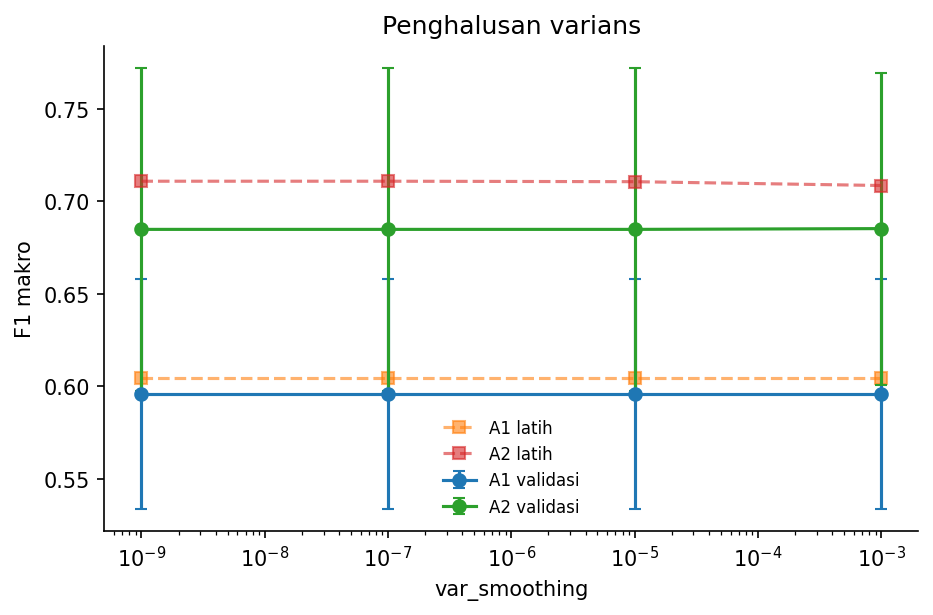 Penghalusan varians
F1 makro
0.75
0.70
0.65
0.60
0.55
A1 latih
A2 latih
A1 validasi
A2 validasi
10⁻⁹ 10⁻⁸ 10⁻⁷ 10⁻⁶ 10⁻⁵ 10⁻⁴ 10⁻³
var_smoothing